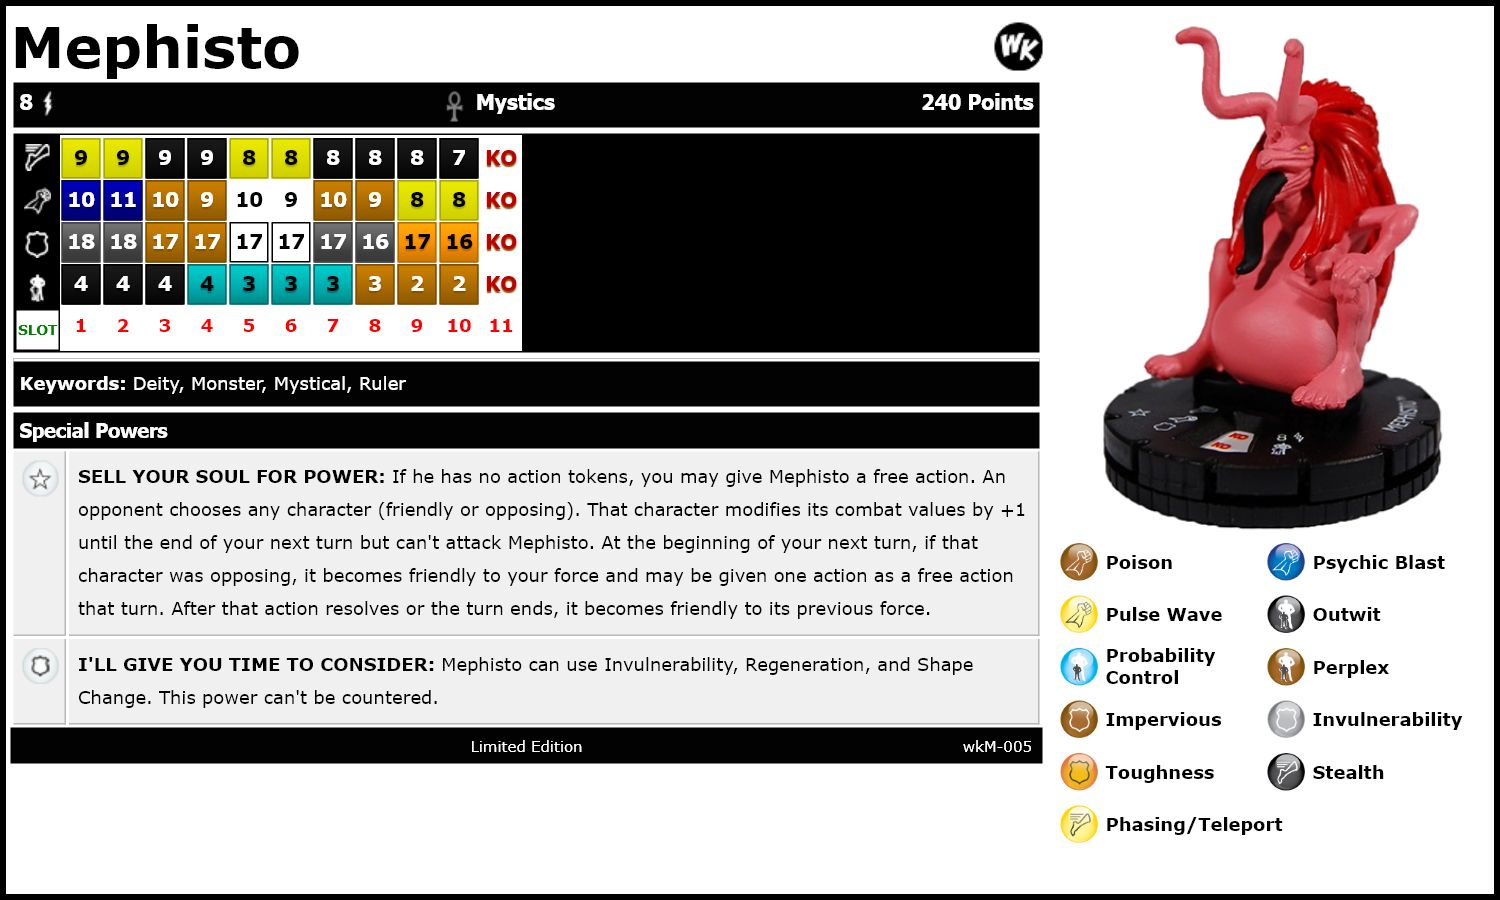 Mephisto
WK
8 Mystics 240 Points
9 9 9 9 8 8 8 8 8 7 KO
10 11 10 9 10 9 10 9 8 8 KO
18 18 17 17 17 17 17 16 17 16 KO
4 4 4 4 3 3 3 3 2 2 KO
SLOT 1 2 3 4 5 6 7 8 9 10 11
Keywords: Deity, Monster, Mystical, Ruler
Special Powers
SELL YOUR SOUL FOR POWER: If he has no action tokens, you may give Mephisto a free action. An
opponent chooses any character (friendly or opposing). That character modifies its combat values by +1
until the end of your next turn but can't attack Mephisto. At the beginning of your next turn, if that
character was opposing, it becomes friendly to your force and may be given one action as a free action
that turn. After that action resolves or the turn ends, it becomes friendly to its previous force.
I'LL GIVE YOU TIME TO CONSIDER: Mephisto can use Invulnerability, Regeneration, and Shape
Change. This power can't be countered.
Limited Edition wkM-005
MEPHISTO
KO
KO
Poison Psychic Blast
Pulse Wave Outwit
Probability
Control
Perplex
Impervious Invulnerability
Toughness Stealth
Phasing/Teleport